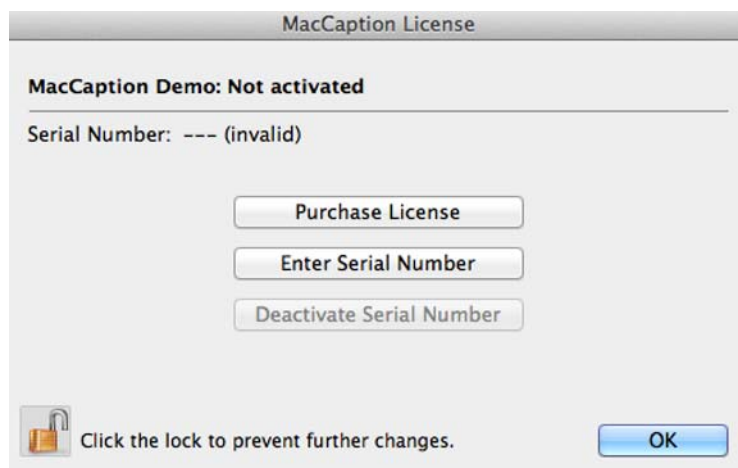 MacCaption License
MacCaption Demo: Not activated
Serial Number: --- (invalid)
Purchase License
Enter Serial Number
Deactivate Serial Number
Click the lock to prevent further changes.
OK